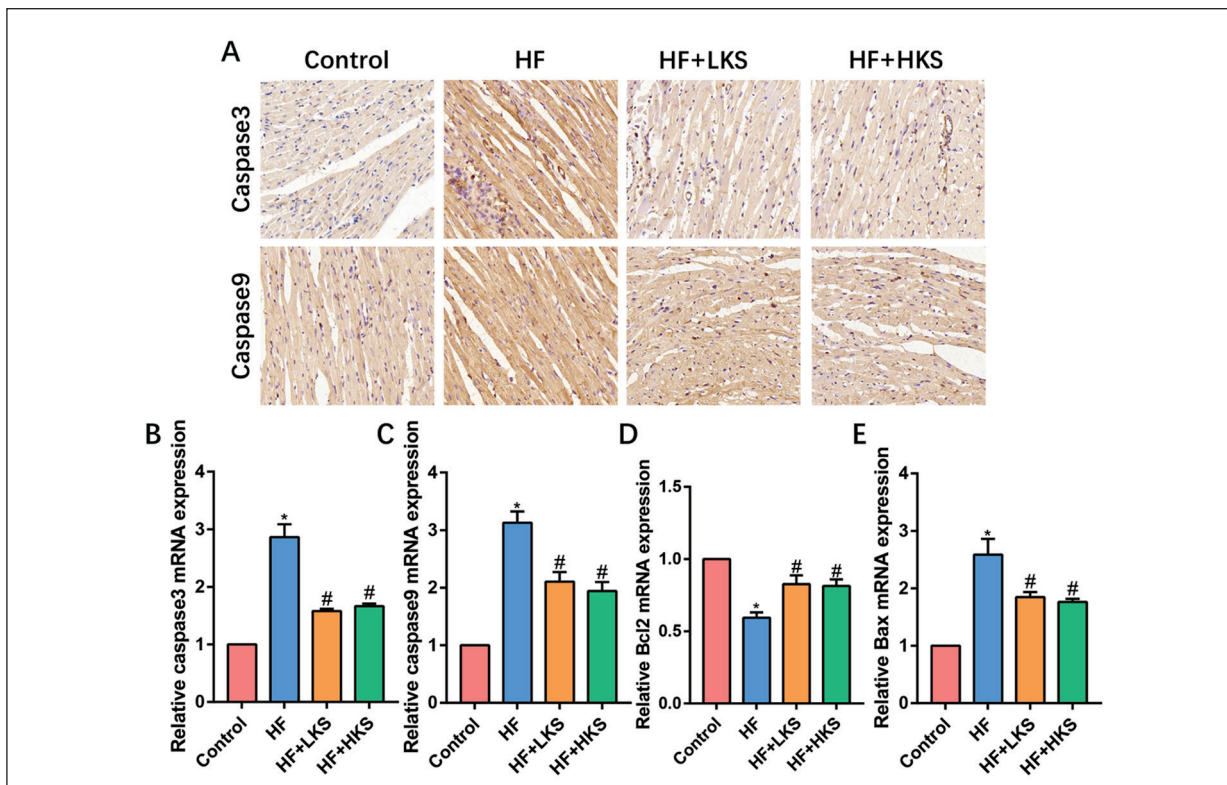 A
Control
HF
HF+LKS
HF+HKS
Caspase3
Caspase9
B
Relative caspase3 mRNA expression
4
3
2
1
0
*
#
#
Control
HF
HF+LKS
HF+HKS
C
Relative caspase9 mRNA expression
4
3
2
1
0
*
#
#
Control
HF
HF+LKS
HF+HKS
D
Relative Bcl2 mRNA expression
1.5
1.0
0.5
0.0
*
#
#
Control
HF
HF+LKS
HF+HKS
E
Relative Bax mRNA expression
4
3
2
1
0
*
#
#
Control
HF
HF+LKS
HF+HKS